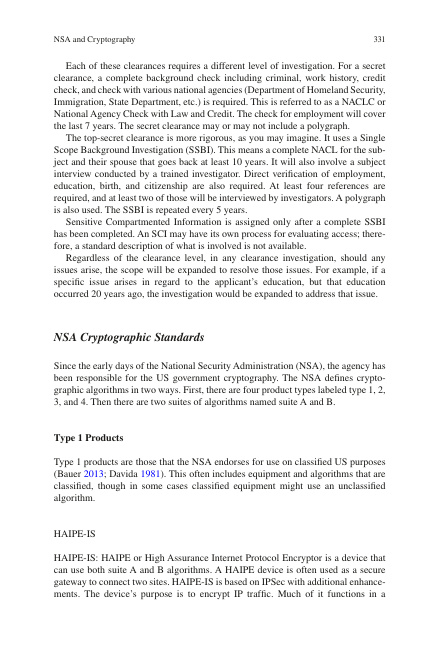 NSA and Cryptography 331
Each of these clearances requires a different level of investigation. For a secret
clearance, a complete background check including criminal, work history, credit
check, and check with various national agencies (Department of Homeland Security,
Immigration, State Department, etc.) is required. This is referred to as a NACLC or
National Agency Check with Law and Credit. The check for employment will cover
the last 7 years. The secret clearance may or may not include a polygraph.
The top-secret clearance is more rigorous, as you may imagine. It uses a Single
Scope Background Investigation (SSBI). This means a complete NACL for the sub-
ject and their spouse that goes back at least 10 years. It will also involve a subject
interview conducted by a trained investigator. Direct verification of employment,
education, birth, and citizenship are also required. At least four references are
required, and at least two of those will be interviewed by investigators. A polygraph
is also used. The SSBI is repeated every 5 years.
Sensitive Compartmented Information is assigned only after a complete SSBI
has been completed. An SCI may have its own process for evaluating access; there-
fore, a standard description of what is involved is not available.
Regardless of the clearance level, in any clearance investigation, should any
issues arise, the scope will be expanded to resolve those issues. For example, if a
specific issue arises in regard to the applicant's education, but that education
occurred 20 years ago, the investigation would be expanded to address that issue.
NSA Cryptographic Standards
Since the early days of the National Security Administration (NSA), the agency has
been responsible for the US government cryptography. The NSA defines crypto-
graphic algorithms in two ways. First, there are four product types labeled type 1, 2,
3, and 4. Then there are two suites of algorithms named suite A and B.
Type 1 Products
Type 1 products are those that the NSA endorses for use on classified US purposes
(Bauer 2013; Davida 1981). This often includes equipment and algorithms that are
classified, though in some cases classified equipment might use an unclassified
algorithm.
HAIPE-IS
HAIPE-IS: HAIPE or High Assurance Internet Protocol Encryptor is a device that
can use both suite A and B algorithms. A HAIPE device is often used as a secure
gateway to connect two sites. HAIPE-IS is based on IPSec with additional enhance-
ments. The device's purpose is to encrypt IP traffic. Much of it functions in a